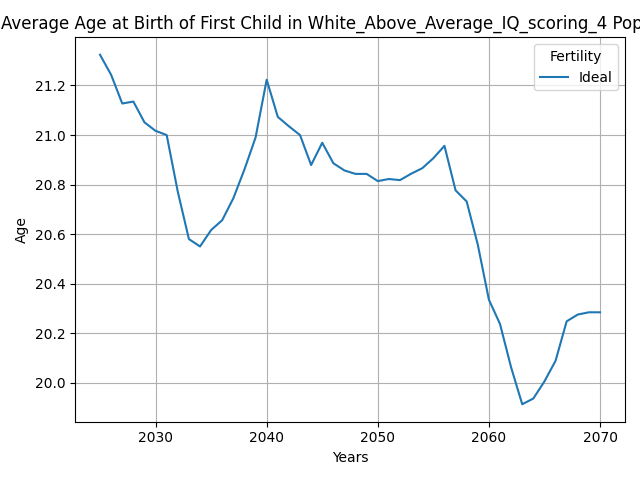 Average Age at Birth of First Child in White_Above_Average_IQ_scoring_4 Pop
Fertility
Ideal
21.2
21.0
20.8
20.6
20.4
20.2
20.0
Age
2030 2040 2050 2060 2070
Years